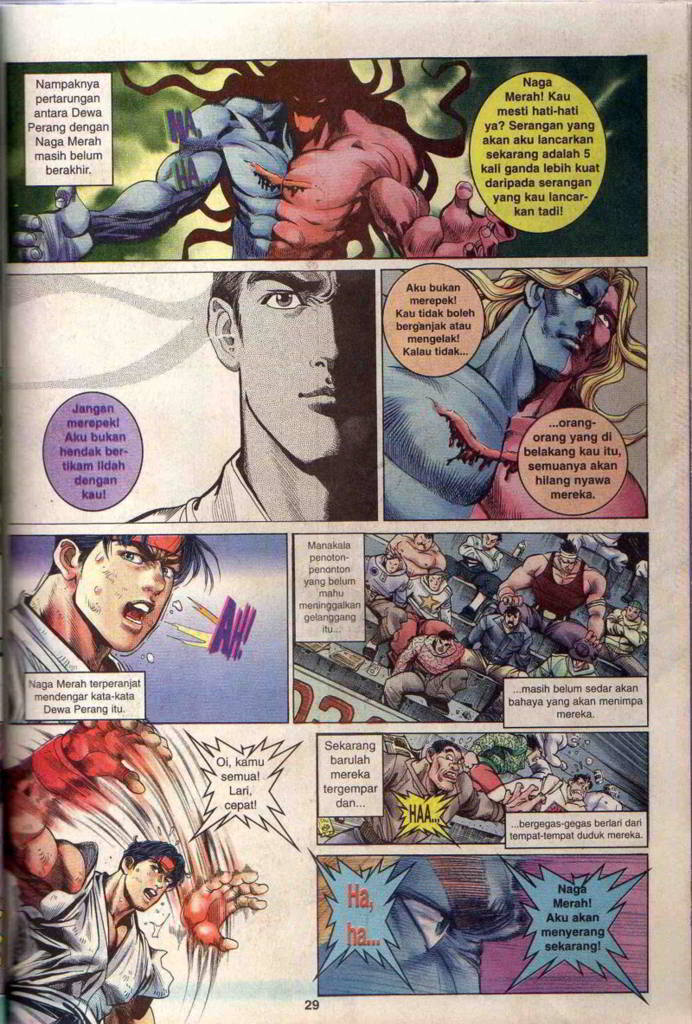 Nampaknya
pertarungan
antara Dewa
Perang dengan
Naga Merah
masih belum
berakhir.
HA
HA
Naga
Merah! Kau
mesti hati-hati
ya? Serangan yang
akan aku lancarkan
sekarang adalah 5
kali ganda lebih kuat
daripada serangan
yang kau lancar-
kan tadi!
Jangan
merepek!
Aku bukan
hendak ber-
tikam lidah
dengan
kau!
Aku bukan
merepek!
Kau tidak boleh
berganjak atau
mengelak!
Kalau tidak...
...orang-
orang yang di
belakang kau itu,
semuanya akan
hilang nyawa
mereka.
AH!
Naga Merah terperanjat
mendengar kata-kata
Dewa Perang itu.
Manakala
penoton-
penonton
yang belum
mahu
meninggalkan
gelanggang
itu...
...masih belum sedar akan
bahaya yang akan menimpa
mereka.
Oi, kamu
semua!
Lari,
cepat!
Sekarang
barulah
mereka
tergempar
dan...
HAA...
...bergegas-gegas berlari dari
tempat-tempat duduk mereka.
Ha,
ha...
Naga
Merah!
Aku akan
menyerang
sekarang!
29